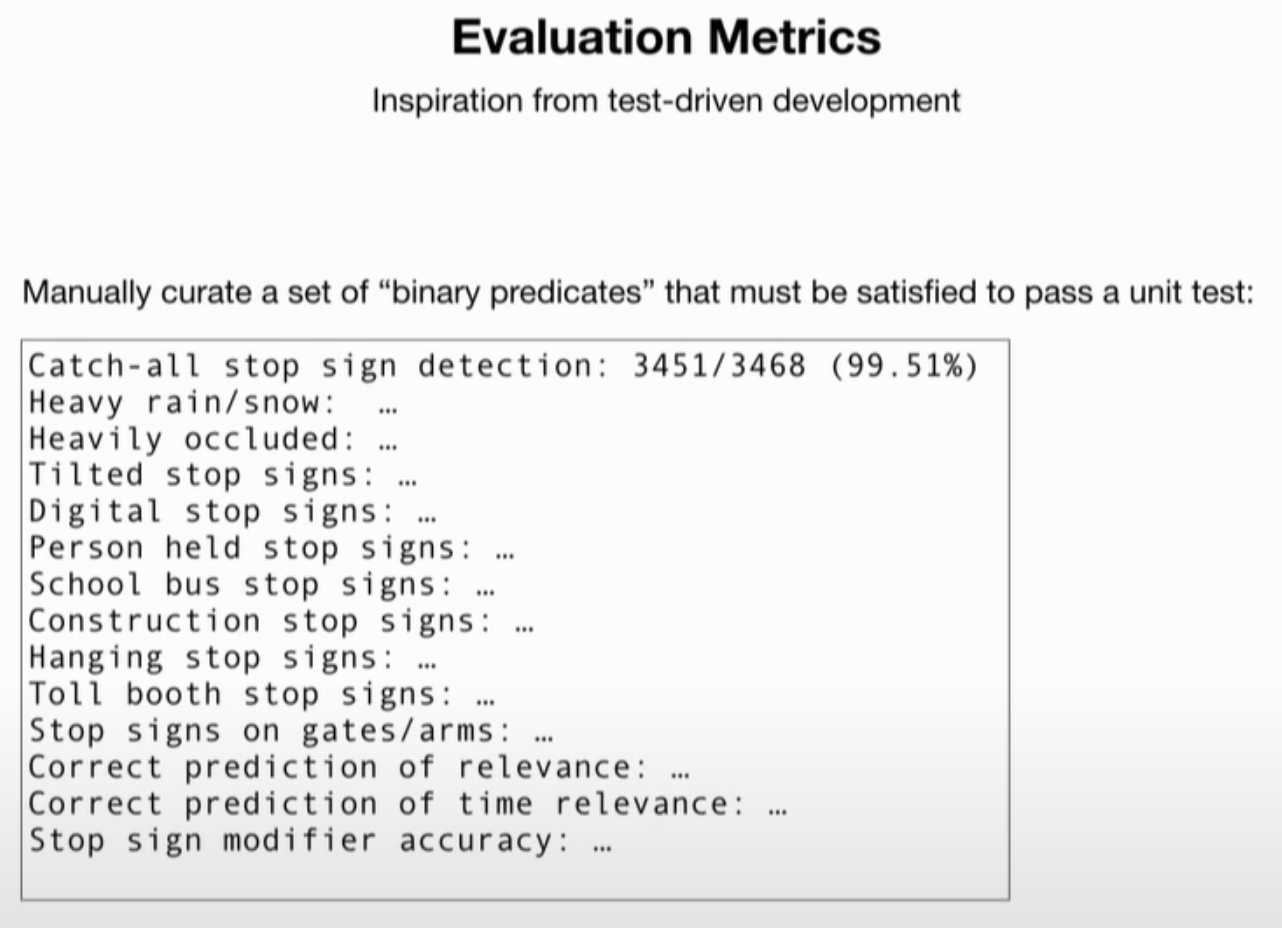 Evaluation Metrics
Inspiration from test-driven development
Manually curate a set of “binary predicates” that must be satisfied to pass a unit test:
Catch-all stop sign detection: 3451/3468 (99.51%)
Heavy rain/snow:  …
Heavily occluded: …
Tilted stop signs: …
Digital stop signs: …
Person held stop signs: …
School bus stop signs: …
Construction stop signs: …
Hanging stop signs: …
Toll booth stop signs: …
Stop signs on gates/arms: …
Correct prediction of relevance: …
Correct prediction of time relevance: …
Stop sign modifier accuracy: …